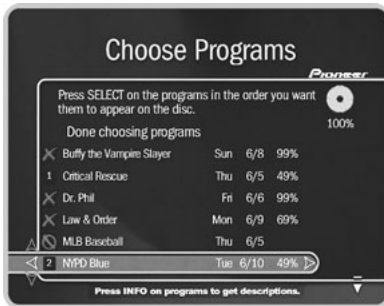 Choose Programs
Pioneer
Press SELECT on the programs in the order you want
them to appear on the disc.
100%
Done choosing programs
Buffy the Vampire Slayer Sun 6/8 99%
1 Critical Rescue Thu 6/5 49%
Dr. Phil Fri 6/6 99%
Law & Order Mon 6/9 69%
MLB Baseball Thu 6/5
2 NYPD Blue Tue 6/10 49%
Press INFO on programs to get descriptions.